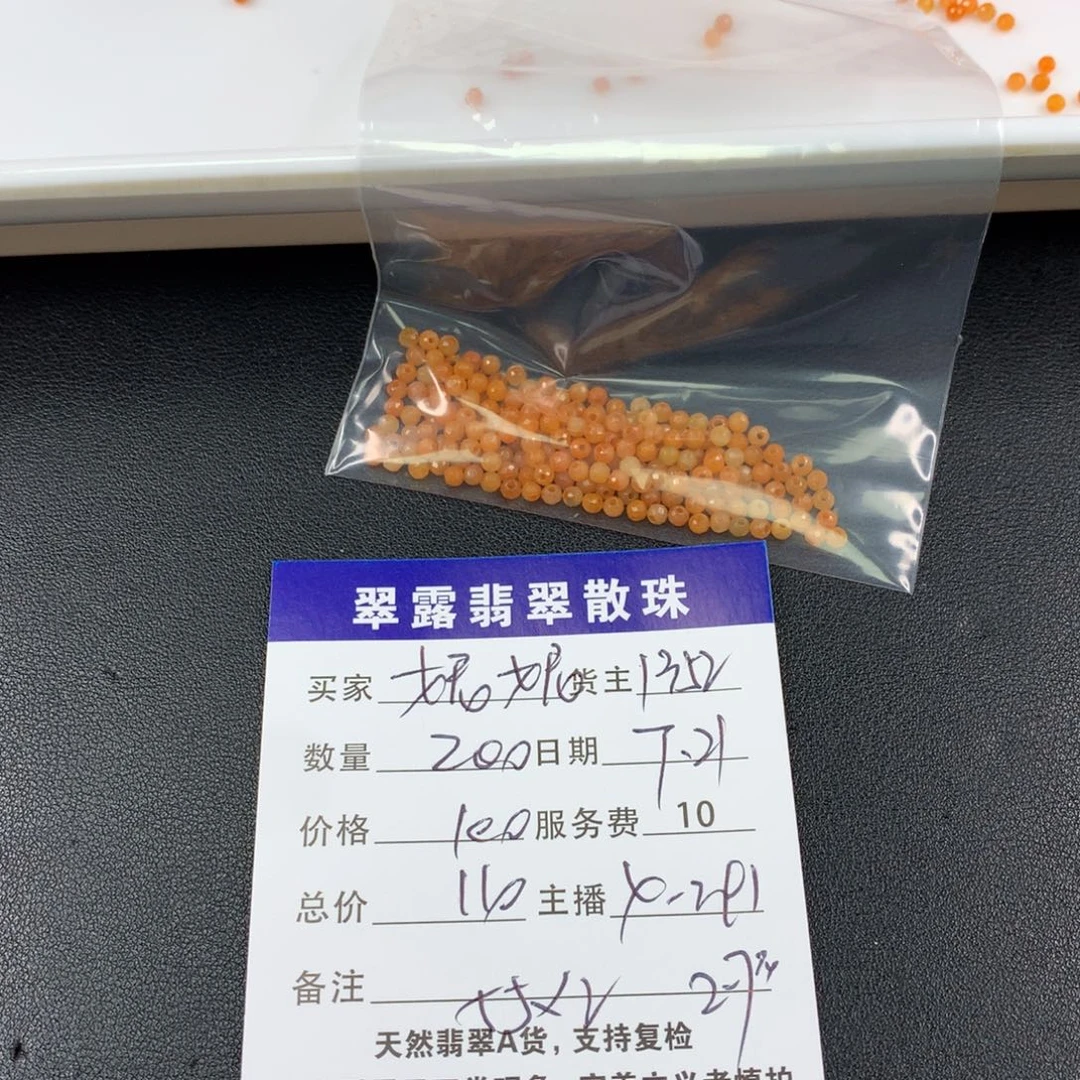 翠露翡翠散珠
买家 货主 1352
数量 200 日期 7.21
价格 100 服务费 10
总价 110 主播
备注
天然翡翠A货，支持复检